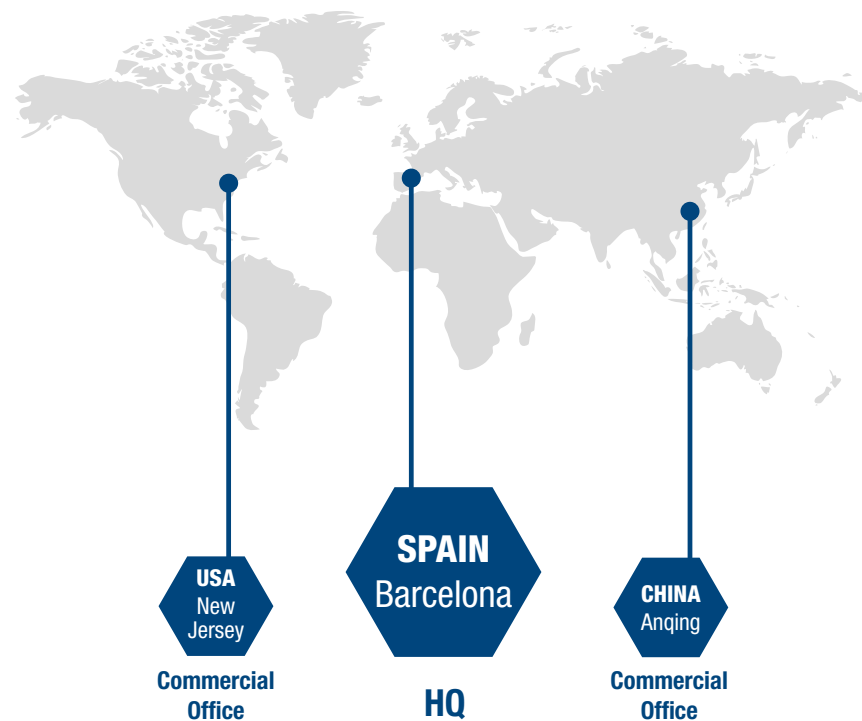 USA
New
Jersey
Commercial
Office
SPAIN
Barcelona
HQ
CHINA
Anqing
Commercial
Office